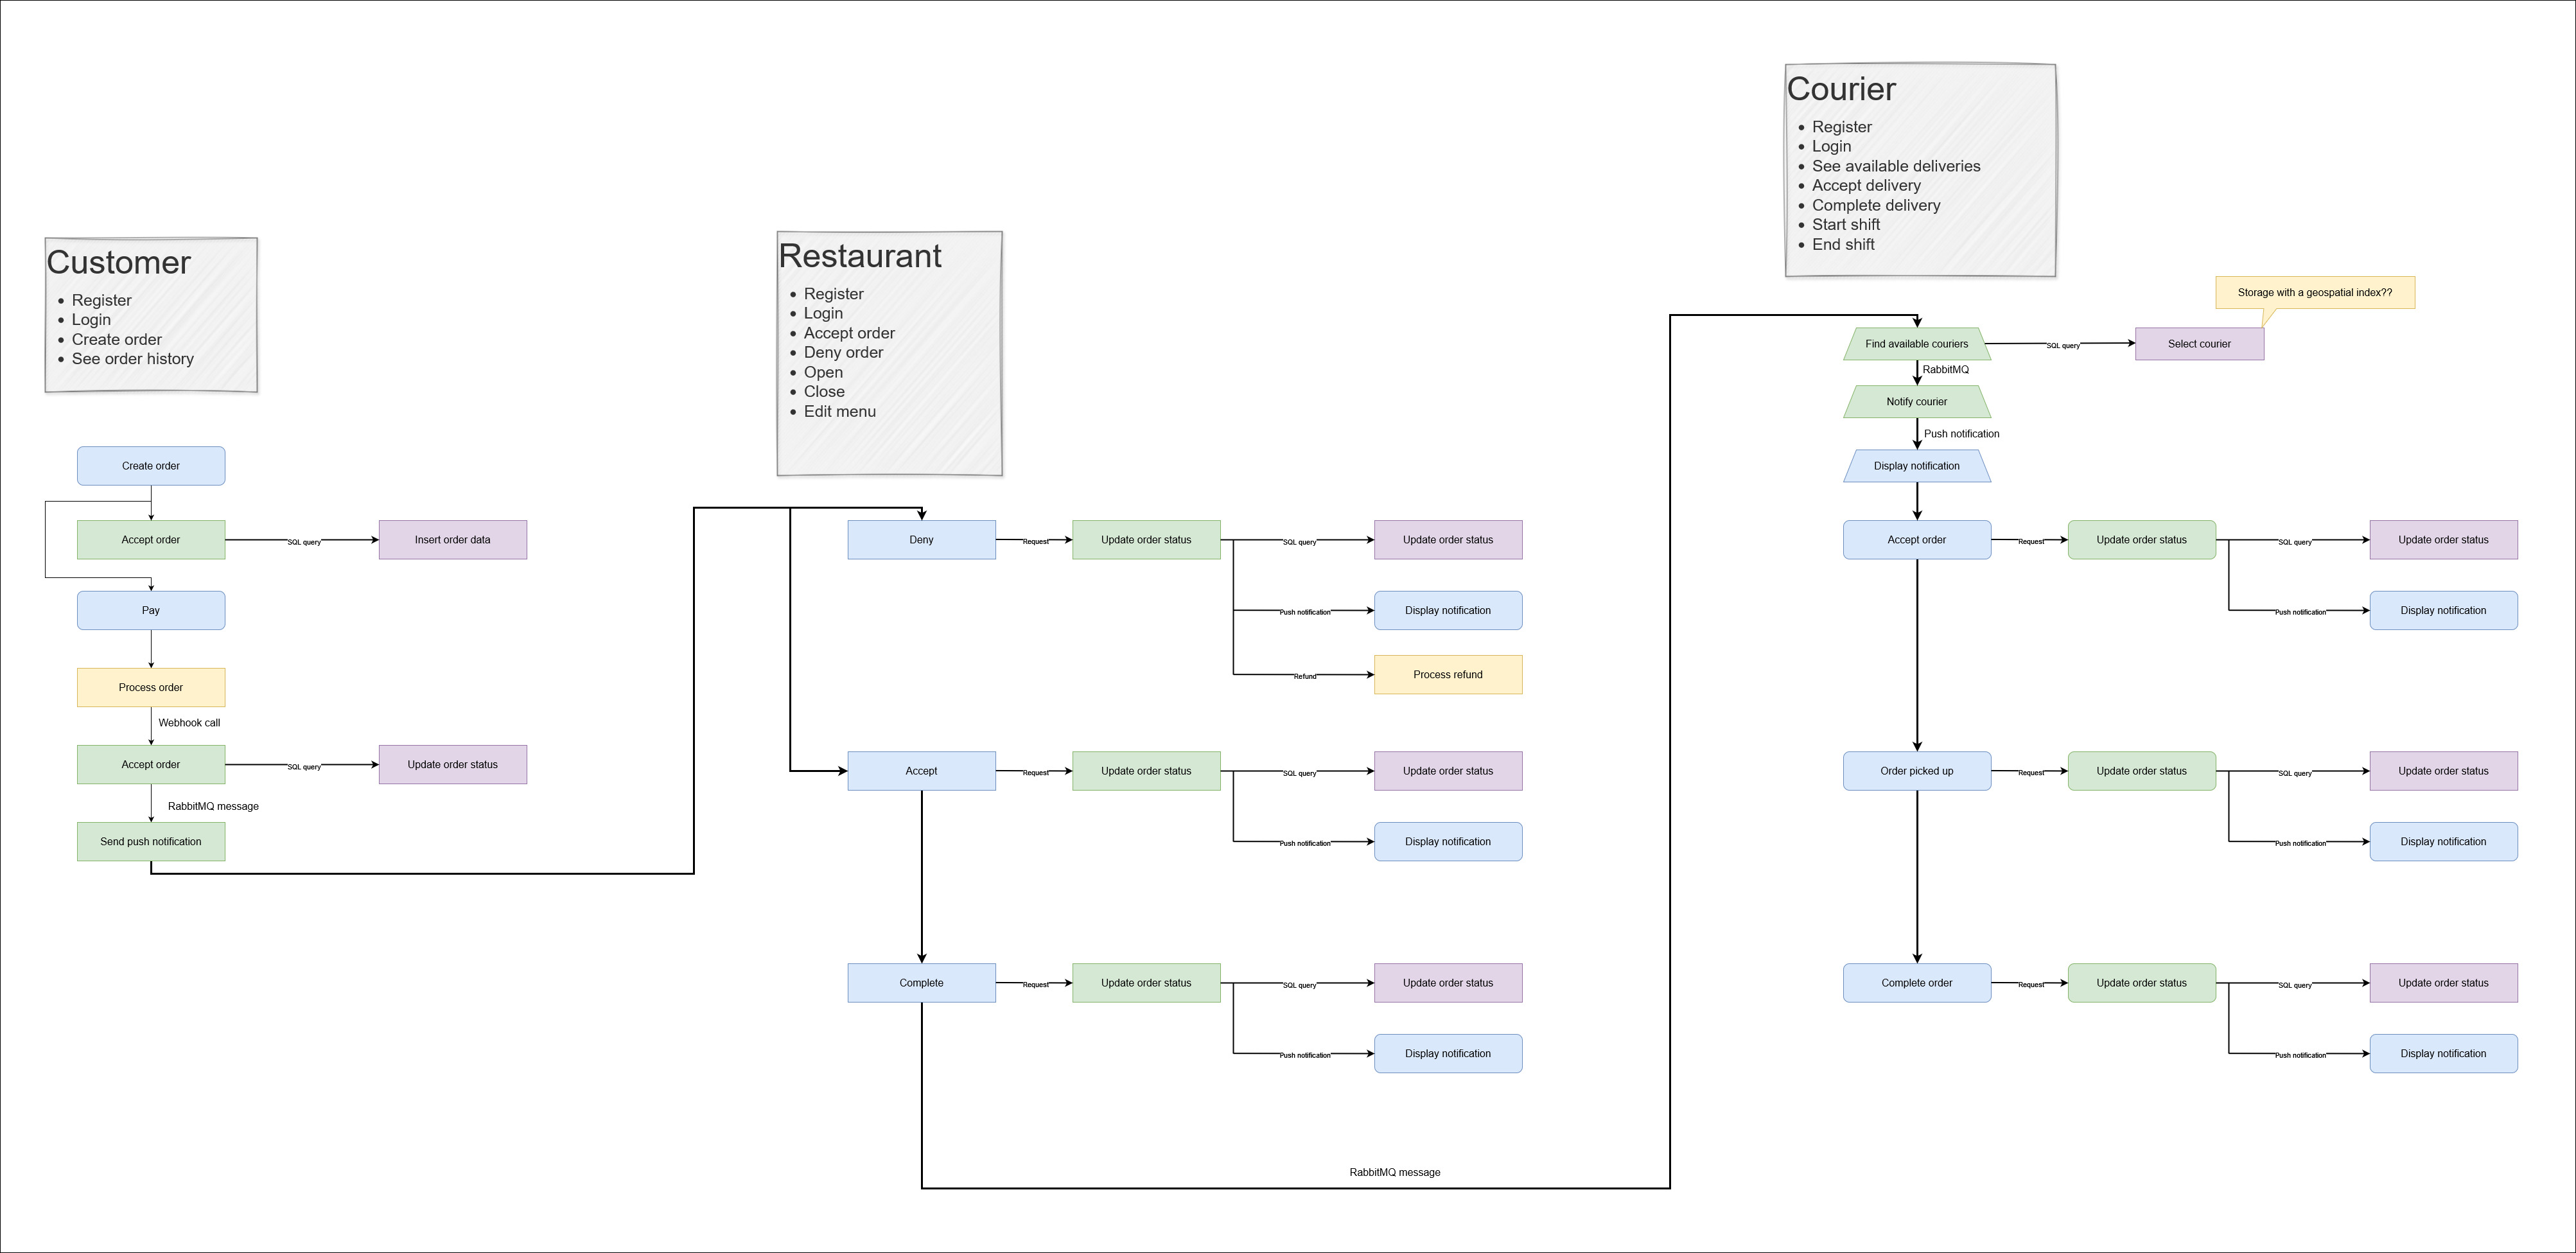 Customer
Register
Login
Create order
See order history
Create order
Accept order
SQL query
Insert order data
Pay
Process order
Webhook call
Accept order
SQL query
Update order status
RabbitMQ message
Send push notification
Restaurant
Register
Login
Accept order
Deny order
Open
Close
Edit menu
Deny
Request
Update order status
SQL query
Update order status
Push notification
Display notification
Refund
Process refund
Accept
Request
Update order status
SQL query
Update order status
Push notification
Display notification
Complete
Request
Update order status
SQL query
Update order status
Push notification
Display notification
RabbitMQ message
Courier
Register
Login
See available deliveries
Accept delivery
Complete delivery
Start shift
End shift
Storage with a geospatial index??
Find available couriers
SQL query
Select courier
RabbitMQ
Notify courier
Push notification
Display notification
Accept order
Request
Update order status
SQL query
Update order status
Push notification
Display notification
Order picked up
Request
Update order status
SQL query
Update order status
Push notification
Display notification
Complete order
Request
Update order status
SQL query
Update order status
Push notification
Display notification